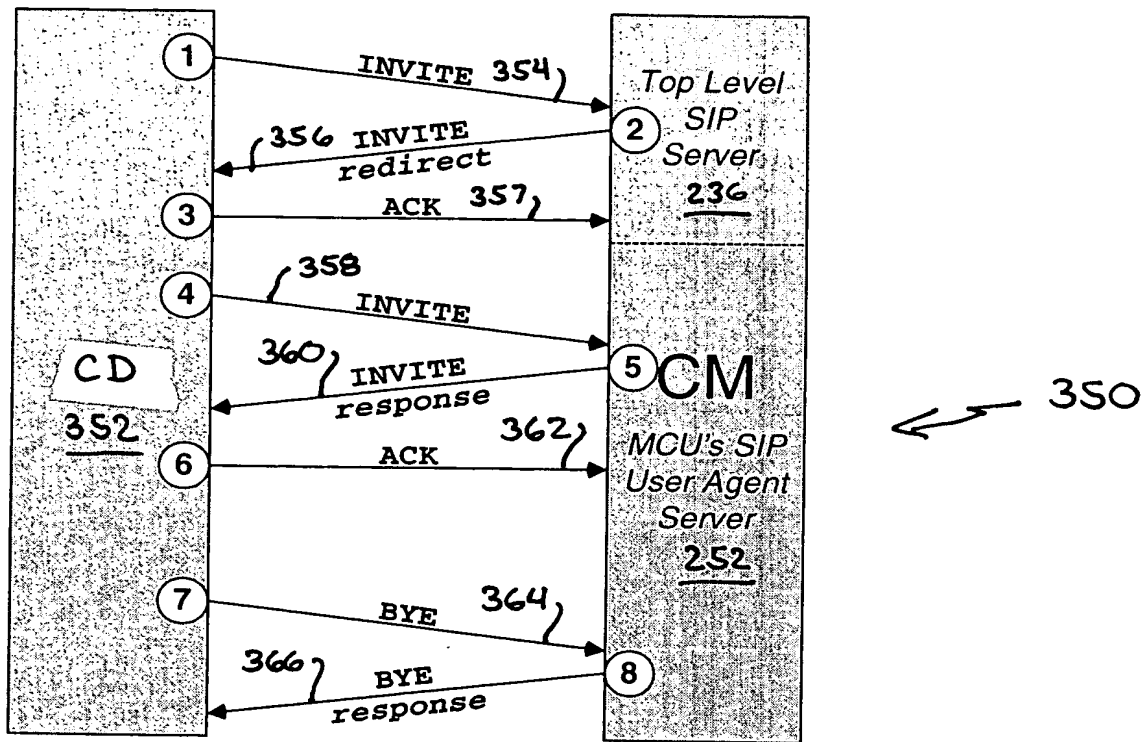 1
INVITE 354
Top Level
SIP
Server
236
2
356 INVITE
redirect
3
ACK 357
4
358
INVITE
CD
352
360
INVITE
response
5
CM
350
6
ACK
362
MCU's SIP
User Agent
Server
252
7
BYE 364
366
BYE
response
8